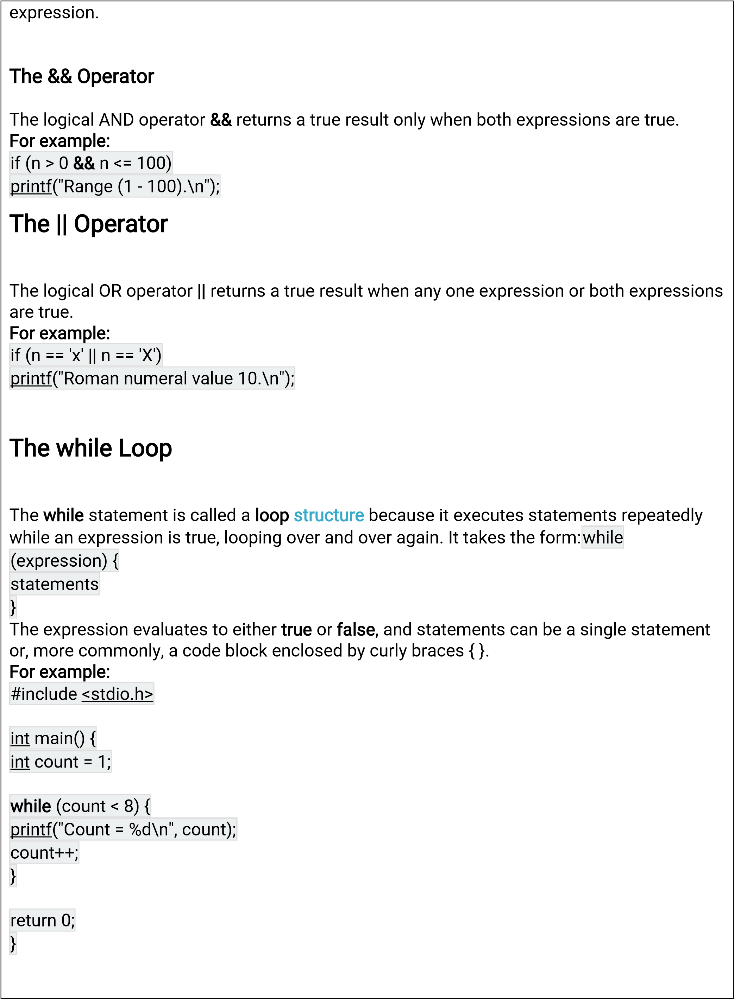 expression.
The && Operator
The logical AND operator && returns a true result only when both expressions are true.
For example:
if (n > 0 && n <= 100)
printf("Range (1 - 100).\n");
The || Operator
The logical OR operator || returns a true result when any one expression or both expressions
are true.
For example:
if (n == 'x' || n == 'X')
printf("Roman numeral value 10.\n");
The while Loop
The while statement is called a loop structure because it executes statements repeatedly
while an expression is true, looping over and over again. It takes the form:while
(expression) {
statements
}
The expression evaluates to either true or false, and statements can be a single statement
or, more commonly, a code block enclosed by curly braces { }.
For example:
#include <stdio.h>
int main() {
int count = 1;
while (count < 8) {
printf("Count = %d\n", count);
count++;
}
return 0;
}